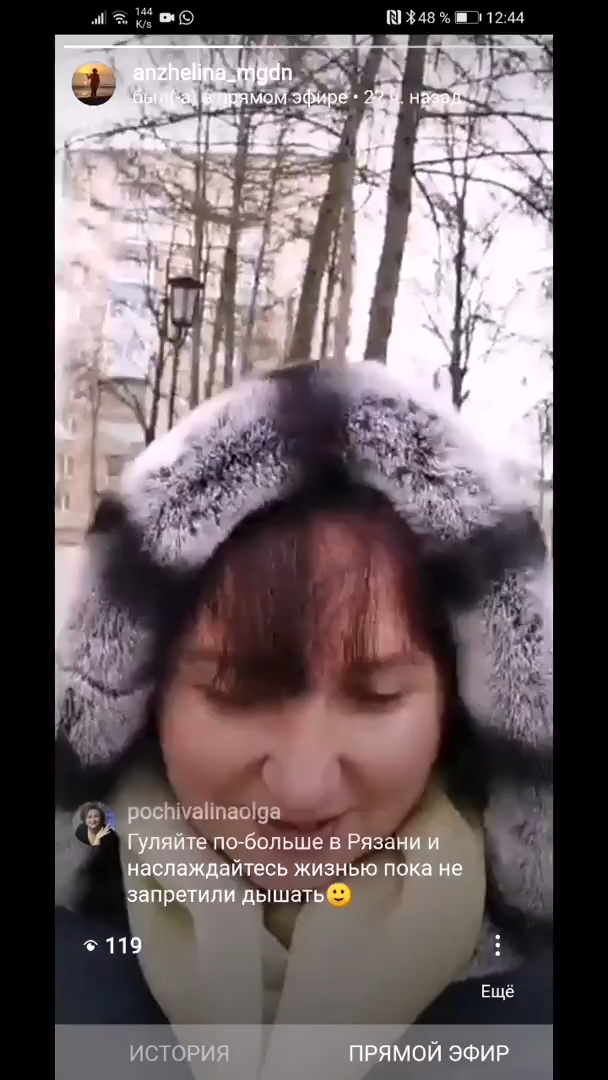 144
K/s
48 %
12:44
anzhelina_mgdn
был(-а) в прямом эфире • 22 ч. назад
pochivalinaolga
Гуляйте по-больше в Рязани и
наслаждайтесь жизнью пока не
запретили дышать🙂
119
Ещё
ИСТОРИЯ
ПРЯМОЙ ЭФИР